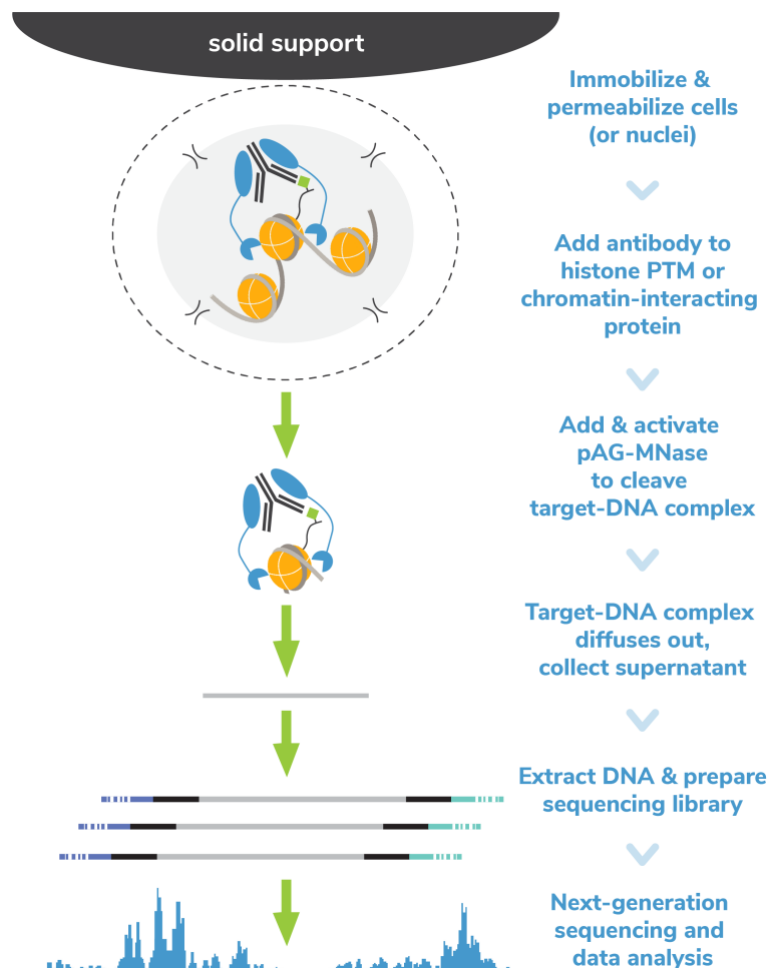 solid support
Immobilize &
permeabilize cells
(or nuclei)
Add antibody to
histone PTM or
chromatin-interacting
protein
Add & activate
pAG-MNase
to cleave
target-DNA complex
Target-DNA complex
diffuses out,
collect supernatant
Extract DNA & prepare
sequencing library
Next-generation
sequencing and
data analysis